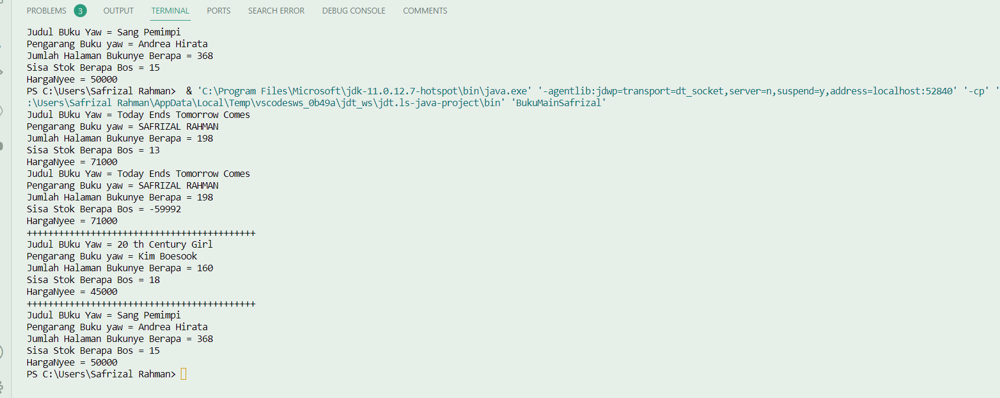 PROBLEMS 3 OUTPUT TERMINAL PORTS SEARCH ERROR DEBUG CONSOLE COMMENTS
Judul BUku Yaw = Sang Pemimpi
Pengarang Buku yaw = Andrea Hirata
Jumlah Halaman Bukunye Berapa = 368
Sisa Stok Berapa Bos = 15
HargaNyee = 50000
PS C:\Users\Safrizal Rahman>  & 'C:\Program Files\Microsoft\jdk-11.0.12.7-hotspot\bin\java.exe' '-agentlib:jdwp=transport=dt_socket,server=n,suspend=y,address=localhost:52840' '-cp' '
:\Users\Safrizal Rahman\AppData\Local\Temp\vscodesws_0b49a\jdt_ws\jdt.ls-java-project\bin' 'BukuMainSafrizal'
Judul BUku Yaw = Today Ends Tomorrow Comes
Pengarang Buku yaw = SAFRIZAL RAHMAN
Jumlah Halaman Bukunye Berapa = 198
Sisa Stok Berapa Bos = 13
HargaNyee = 71000
Judul BUku Yaw = Today Ends Tomorrow Comes
Pengarang Buku yaw = SAFRIZAL RAHMAN
Jumlah Halaman Bukunye Berapa = 198
Sisa Stok Berapa Bos = -59992
HargaNyee = 71000
+++++++++++++++++++++++++++++++++++++++++++
Judul BUku Yaw = 20 th Century Girl
Pengarang Buku yaw = Kim Boesook
Jumlah Halaman Bukunye Berapa = 160
Sisa Stok Berapa Bos = 18
HargaNyee = 45000
+++++++++++++++++++++++++++++++++++++++++++
Judul BUku Yaw = Sang Pemimpi
Pengarang Buku yaw = Andrea Hirata
Jumlah Halaman Bukunye Berapa = 368
Sisa Stok Berapa Bos = 15
HargaNyee = 50000
PS C:\Users\Safrizal Rahman>